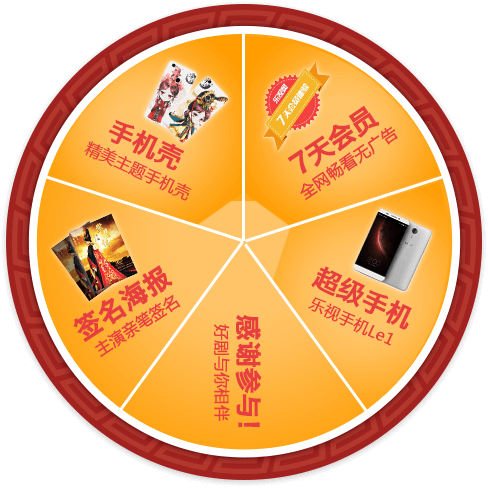 手机壳
精美主题手机壳
乐视网
7天会员
7天会员
全网畅看无广告
签名海报
主演亲笔签名
超级手机
乐视手机Le1
感谢参与!
好剧与你相伴